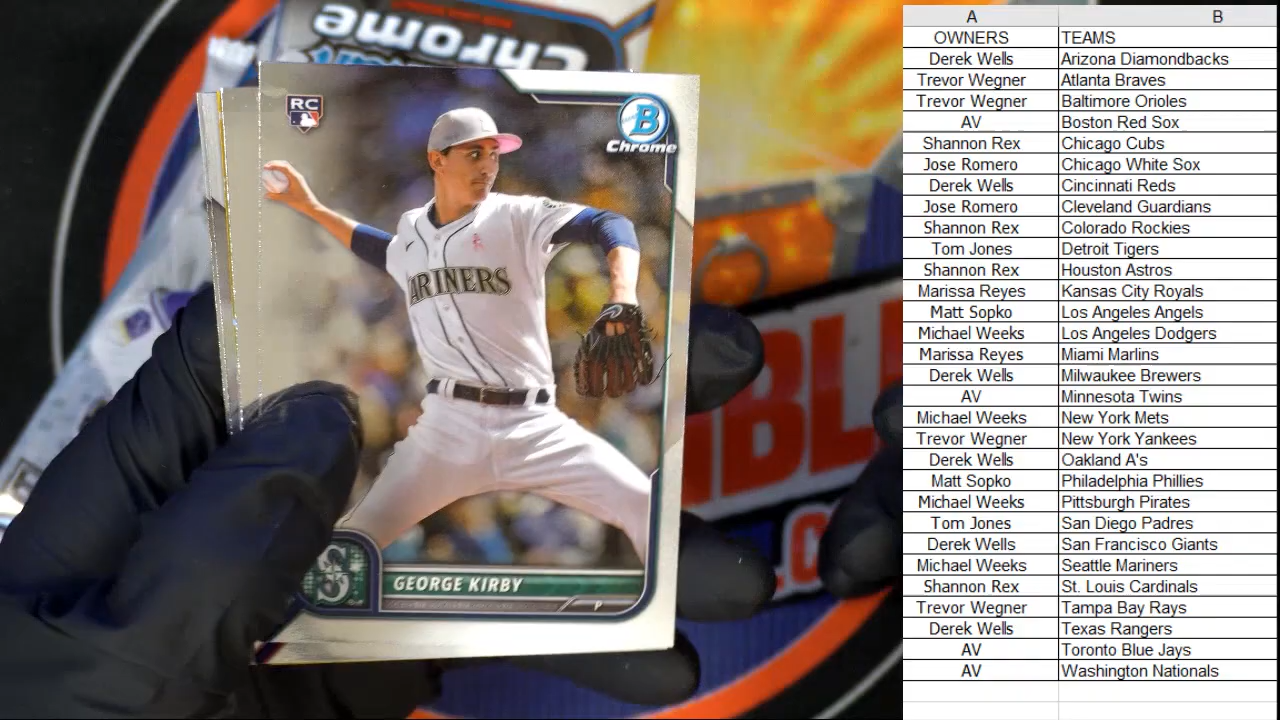 Chrome
RC
B
Chrome
MARINERS
S
GEORGE KIRBY
P
IBL
.C
A B
OWNERS TEAMS
Derek Wells Arizona Diamondbacks
Trevor Wegner Atlanta Braves
Trevor Wegner Baltimore Orioles
AV Boston Red Sox
Shannon Rex Chicago Cubs
Jose Romero Chicago White Sox
Derek Wells Cincinnati Reds
Jose Romero Cleveland Guardians
Shannon Rex Colorado Rockies
Tom Jones Detroit Tigers
Shannon Rex Houston Astros
Marissa Reyes Kansas City Royals
Matt Sopko Los Angeles Angels
Michael Weeks Los Angeles Dodgers
Marissa Reyes Miami Marlins
Derek Wells Milwaukee Brewers
AV Minnesota Twins
Michael Weeks New York Mets
Trevor Wegner New York Yankees
Derek Wells Oakland A's
Matt Sopko Philadelphia Phillies
Michael Weeks Pittsburgh Pirates
Tom Jones San Diego Padres
Derek Wells San Francisco Giants
Michael Weeks Seattle Mariners
Shannon Rex St. Louis Cardinals
Trevor Wegner Tampa Bay Rays
Derek Wells Texas Rangers
AV Toronto Blue Jays
AV Washington Nationals